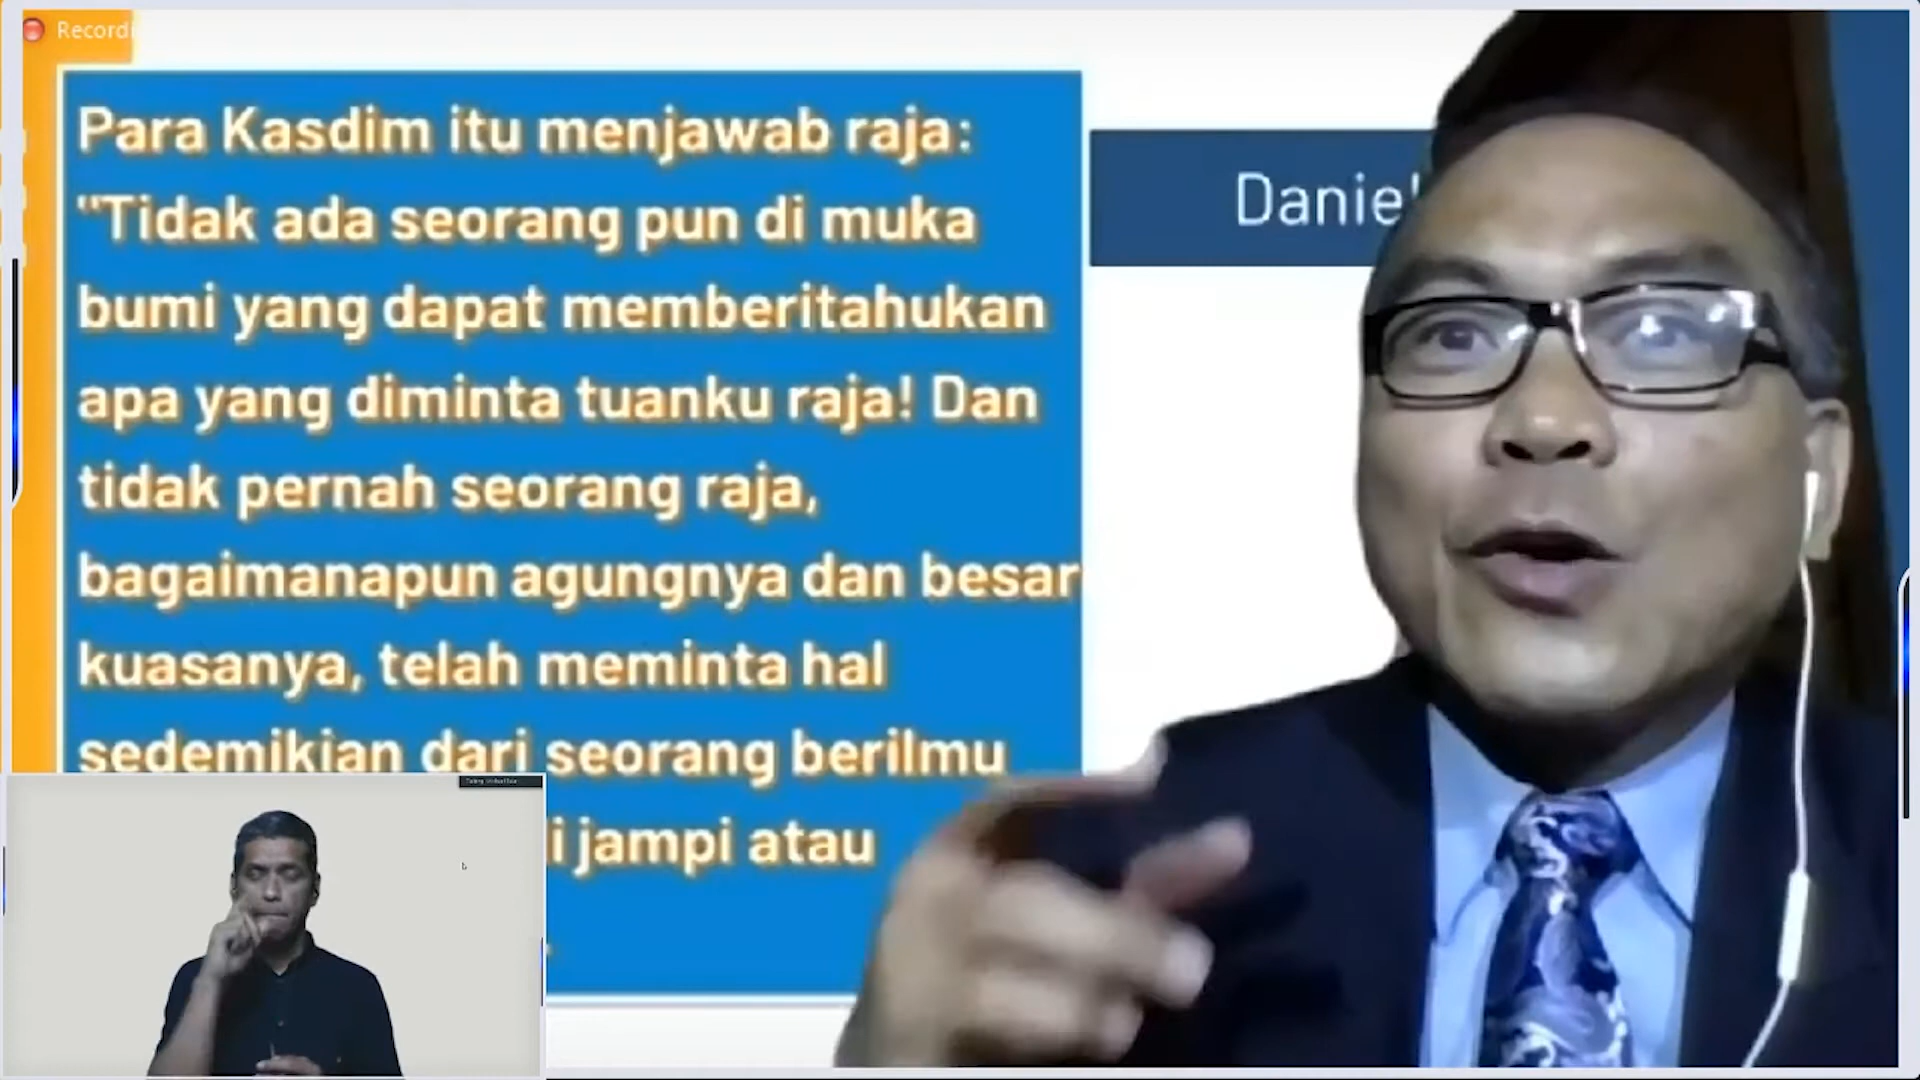 Recordi
Para Kasdim itu menjawab raja:
"Tidak ada seorang pun di muka
bumi yang dapat memberitahukan
apa yang diminta tuanku raja! Dan
tidak pernah seorang raja,
bagaimanapun agungnya dan besar
kuasanya, telah meminta hal
sedemikian dari seorang berilmu
jampi atau
Daniel